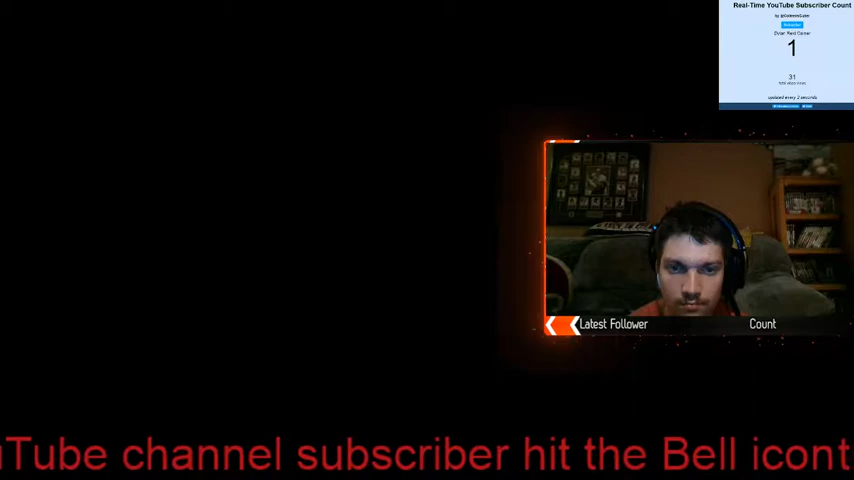 Real-Time YouTube Subscriber Count
1
31
updated every 2 seconds
Latest Follower
Count
uTube channel subscriber hit the Bell icont